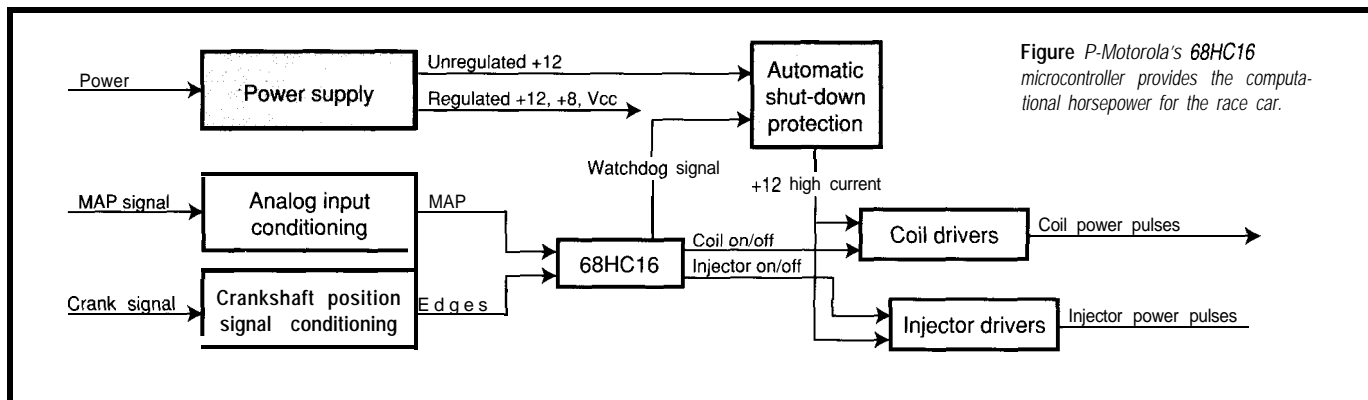 Power
Power supply
Unregulated +12
Regulated +12, +8, Vcc
Automatic
shut-down
protection
Figure P-Motorola's 68HC16
microcontroller provides the computa-
tional horsepower for the race car.
Watchdog signal
+12 high current
MAP signal
Analog input
conditioning
MAP
Crank signal
Crankshaft position
signal conditioning
Edges
68HC16
Coil on/off
Injector on/off
Coil drivers
Coil power pulses
Injector drivers
Injector power pulses